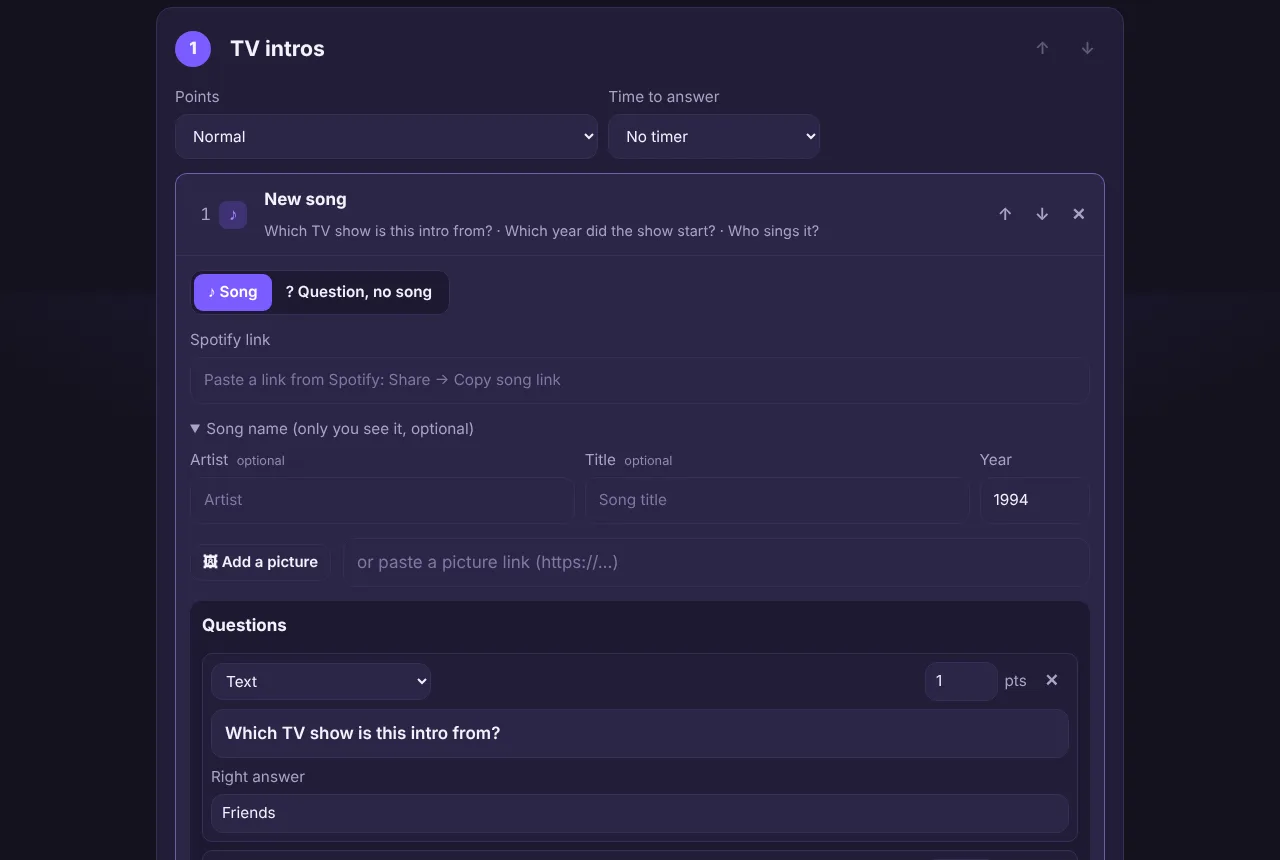 1 TV intros ↑ ↓
Points Time to answer
Normal No timer
1 ♪ New song ↑ ↓ ✕
Which TV show is this intro from? · Which year did the show start? · Who sings it?
♪ Song ? Question, no song
Spotify link
Paste a link from Spotify: Share → Copy song link
▼ Song name (only you see it, optional)
Artist optional Title optional Year
Artist Song title 1994
🖼 Add a picture or paste a picture link (https://...)
Questions
Text 1 pts ✕
Which TV show is this intro from?
Right answer
Friends